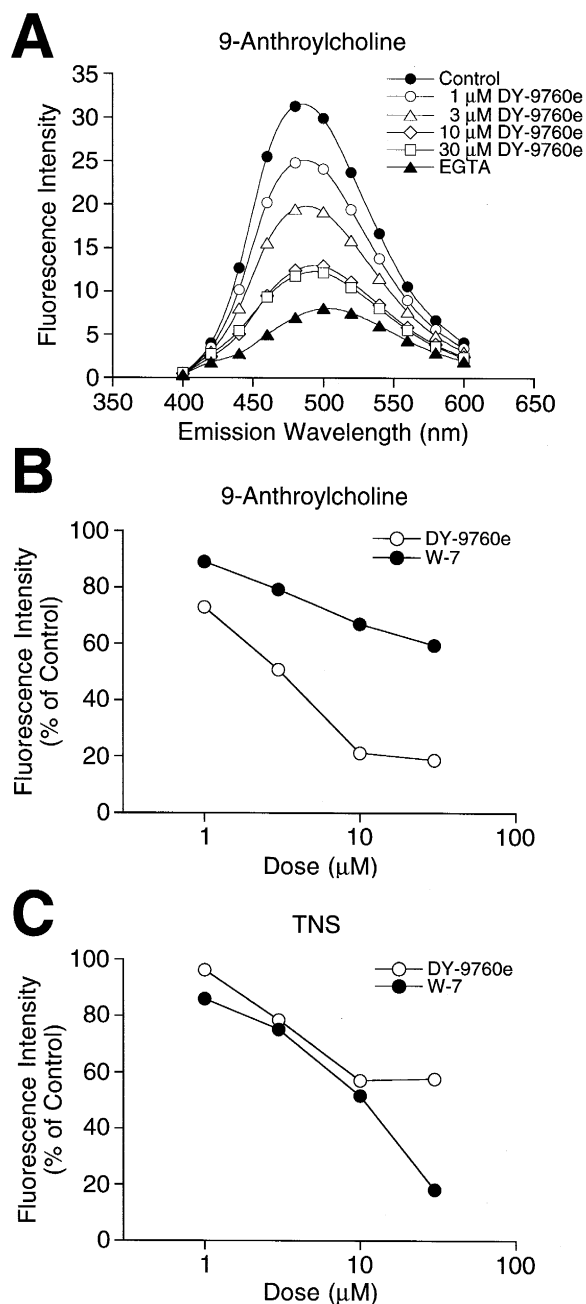 A
9-Anthroylcholine
Control
1 μM DY-9760e
3 μM DY-9760e
10 μM DY-9760e
30 μM DY-9760e
EGTA
Fluorescence Intensity
35
30
25
20
15
10
5
0
350 400 450 500 550 600 650
Emission Wavelength (nm)
B
9-Anthroylcholine
DY-9760e
W-7
Fluorescence Intensity
(% of Control)
100
80
60
40
20
0
1 10 100
Dose (μM)
C
TNS
DY-9760e
W-7
Fluorescence Intensity
(% of Control)
100
80
60
40
20
0
1 10 100
Dose (μM)